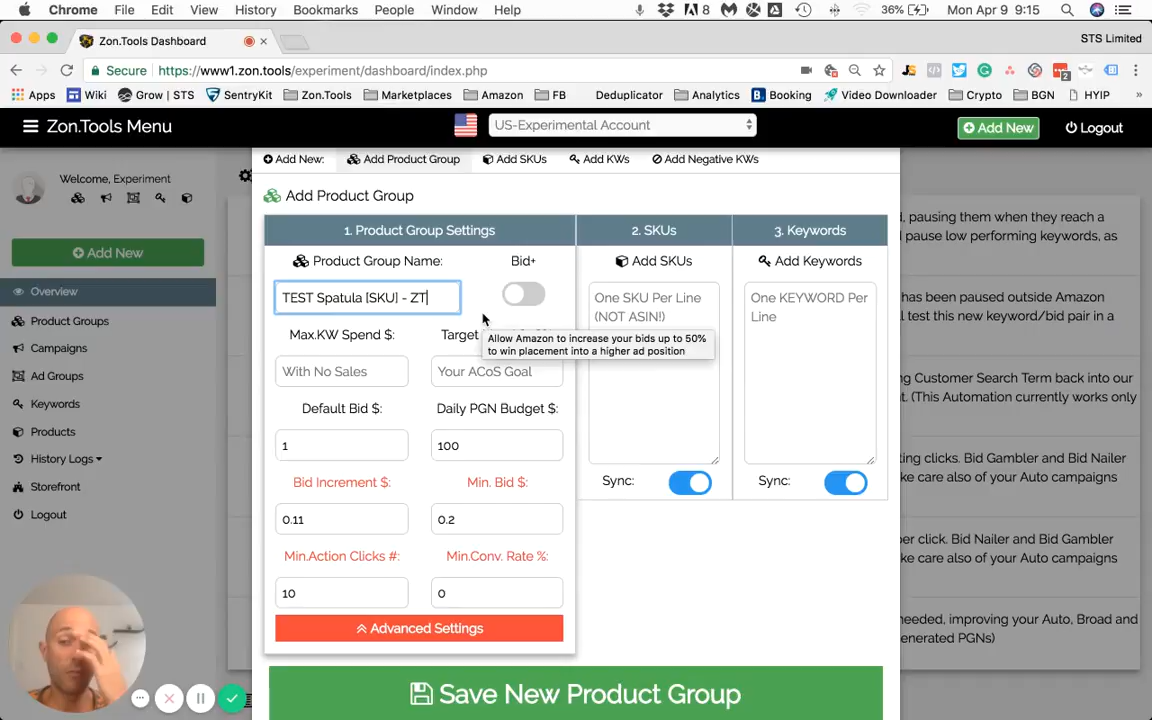 Chrome File Edit View History Bookmarks People Window Help 8 36% Mon Apr 9 9:15
Zon.Tools Dashboard
STS Limited
Secure https://www1.zon.tools/experiment/dashboard/index.php
2
Apps Wiki Grow | STS SentryKit Zon.Tools Marketplaces Amazon FB Deduplicator Analytics Booking Video Downloader Crypto BGN HYIP »
Zon.Tools Menu
US-Experimental Account
Add New
Logout
Add New: Add Product Group Add SKUs Add KWs Add Negative KWs
Welcome, Experiment
Add New
Overview
Product Groups
Campaigns
Ad Groups
Keywords
Products
History Logs
Storefront
Logout
Add Product Group
1. Product Group Settings
2. SKUs
3. Keywords
Product Group Name:
Bid+
Add SKUs
Add Keywords
TEST Spatula [SKU] - ZT
One SKU Per Line
(NOT ASIN!)
One KEYWORD Per
Line
Allow Amazon to increase your bids up to 50%
to win placement into a higher ad position
Max.KW Spend $:
Target
With No Sales
Your ACoS Goal
Default Bid $:
Daily PGN Budget $:
1
100
Bid Increment $:
Min. Bid $:
0.11
0.2
Sync:
Sync:
Min.Action Clicks #:
Min.Conv. Rate %:
10
0
Advanced Settings
Save New Product Group
, pausing them when they reach a
d pause low performing keywords, as
has been paused outside Amazon
l test this new keyword/bid pair in a
ng Customer Search Term back into our
t. (This Automation currently works only
ting clicks. Bid Gambler and Bid Nailer
ke care also of your Auto campaigns
er click. Bid Nailer and Bid Gambler
ke care also of your Auto campaigns
needed, improving your Auto, Broad and
enerated PGNs)